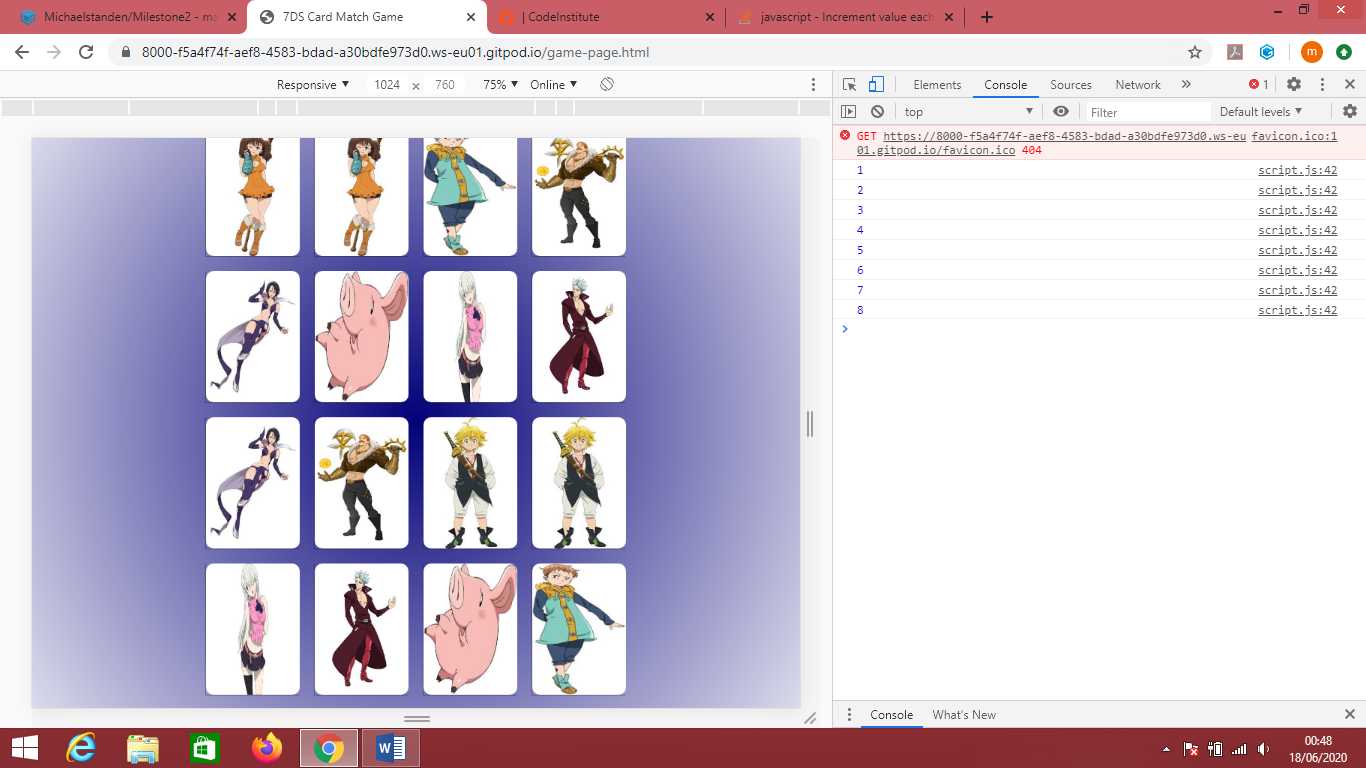 Michaelstanden/Milestone2 - ma
7DS Card Match Game
| CodeInstitute
javascript - Increment value each
8000-f5a4f74f-aef8-4583-bdad-a30bdfe973d0.ws-eu01.gitpod.io/game-page.html
m
Responsive ▼ 1024 × 760 75% ▼ Online ▼
Elements Console Sources Network » 1
top ▼ Filter Default levels ▼
GET https://8000-f5a4f74f-aef8-4583-bdad-a30bdfe973d0.ws-eu favicon.ico:1
01.gitpod.io/favicon.ico 404
1 script.js:42
2 script.js:42
3 script.js:42
4 script.js:42
5 script.js:42
6 script.js:42
7 script.js:42
8 script.js:42
Console What's New
00:48
18/06/2020